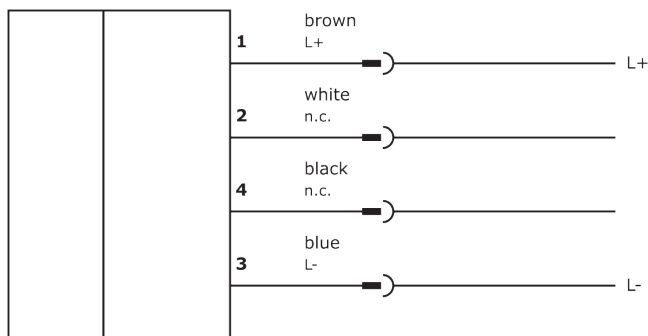 brown
1 L+ L+
white
2 n.c.
black
4 n.c.
blue
3 L- L-